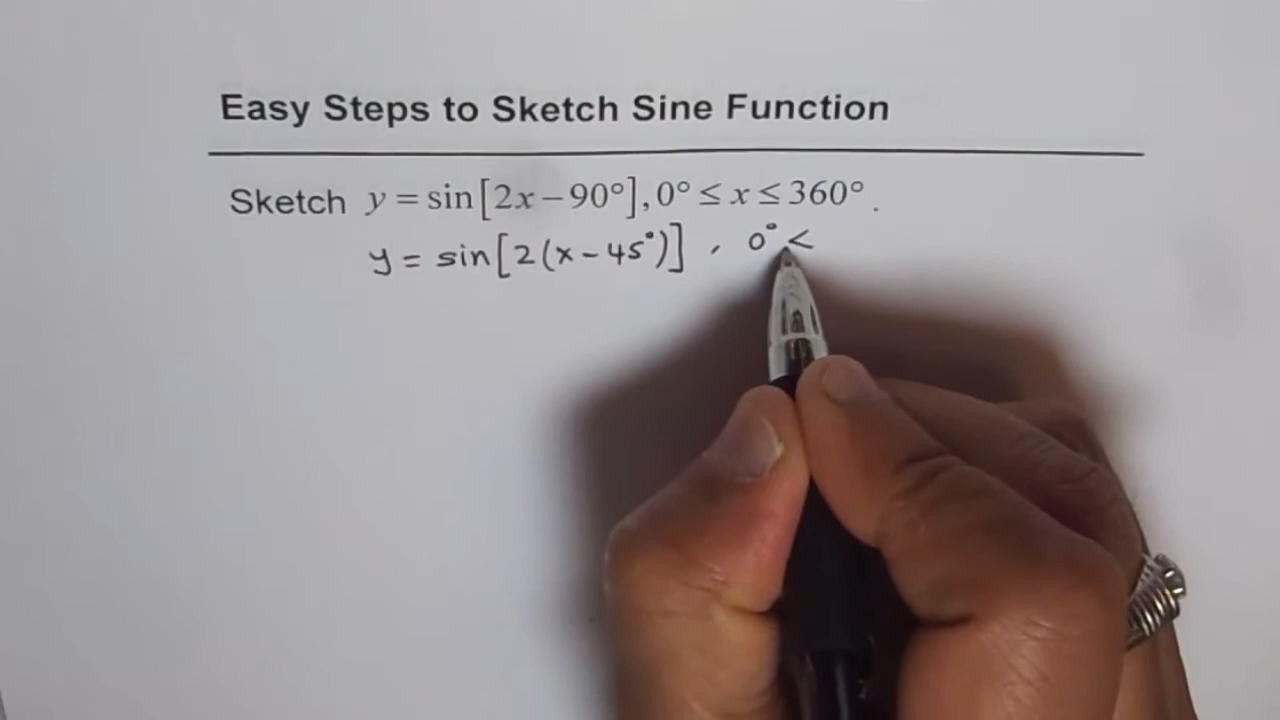 Easy Steps to Sketch Sine Function
Sketch y = sin[2x − 90°], 0° ≤ x ≤ 360°.
y = sin[2(x − 45°)] , 0° <